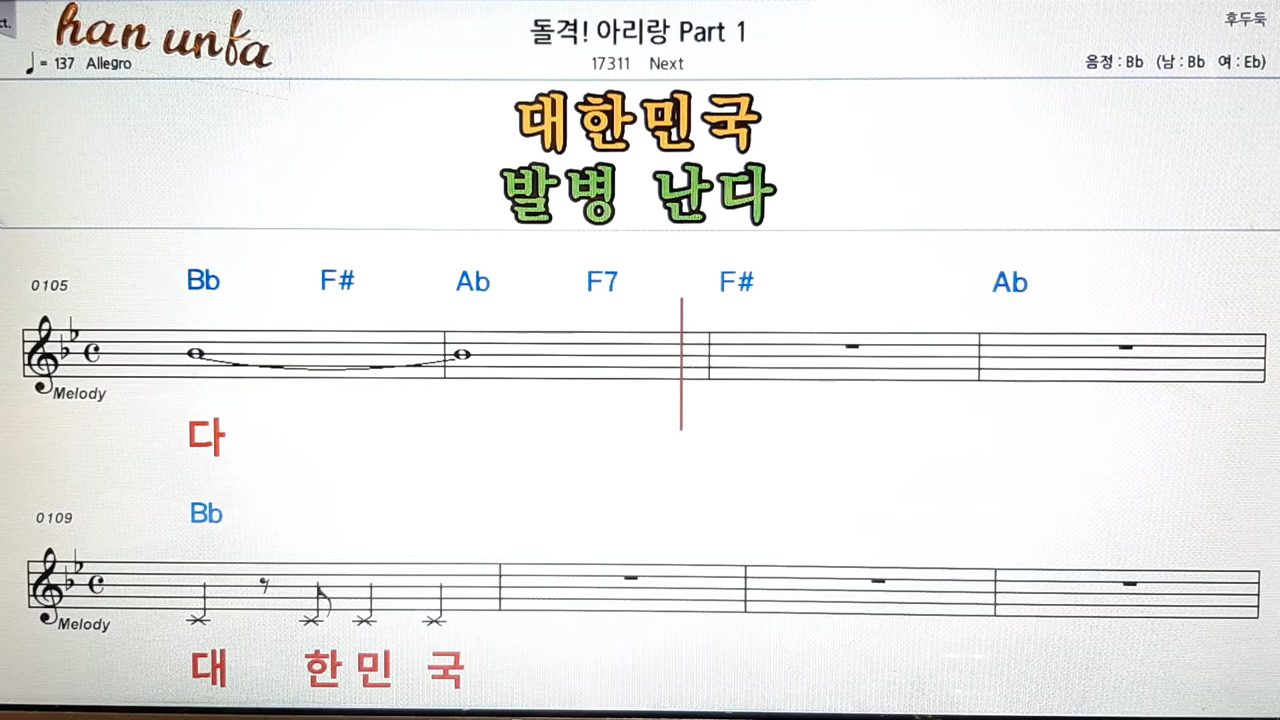 ct.
han unfa
돌격! 아리랑 Part 1
후두둑
♩ = 137 Allegro
17311 Next
음정 : Bb (남 : Bb 여 : Eb)
대한민국
발병 난다
0105 Bb F# Ab F7 F# Ab
Melody
다
0109 Bb
Melody
대 한 민 국